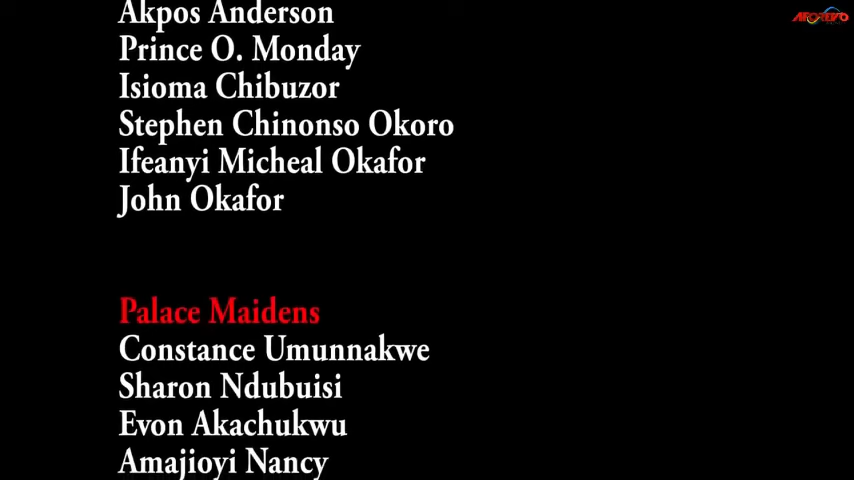 Akpos Anderson
Prince O. Monday
Isioma Chibuzor
Stephen Chinonso Okoro
Ifeanyi Micheal Okafor
John Okafor
Palace Maidens
Constance Umunnakwe
Sharon Ndubuisi
Evon Akachukwu
Amajioyi Nancy